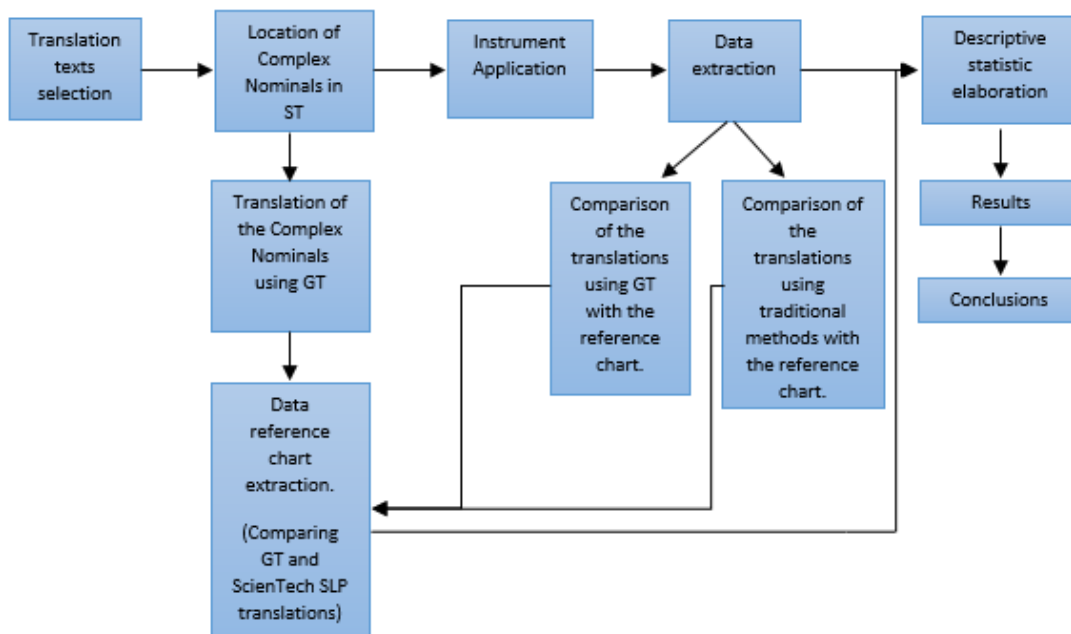 Translation
texts
selection
Location of
Complex
Nominals in
ST
Instrument
Application
Data
extraction
Descriptive
statistic
elaboration
Translation of
the Complex
Nominals
using GT
Comparison
of the
translations
using GT
with the
reference
chart.
Comparison of
the
translations
using
traditional
methods with
the reference
chart.
Results
Conclusions
Data
reference
chart
extraction.
(Comparing
GT and
ScienTech SLP
translations)